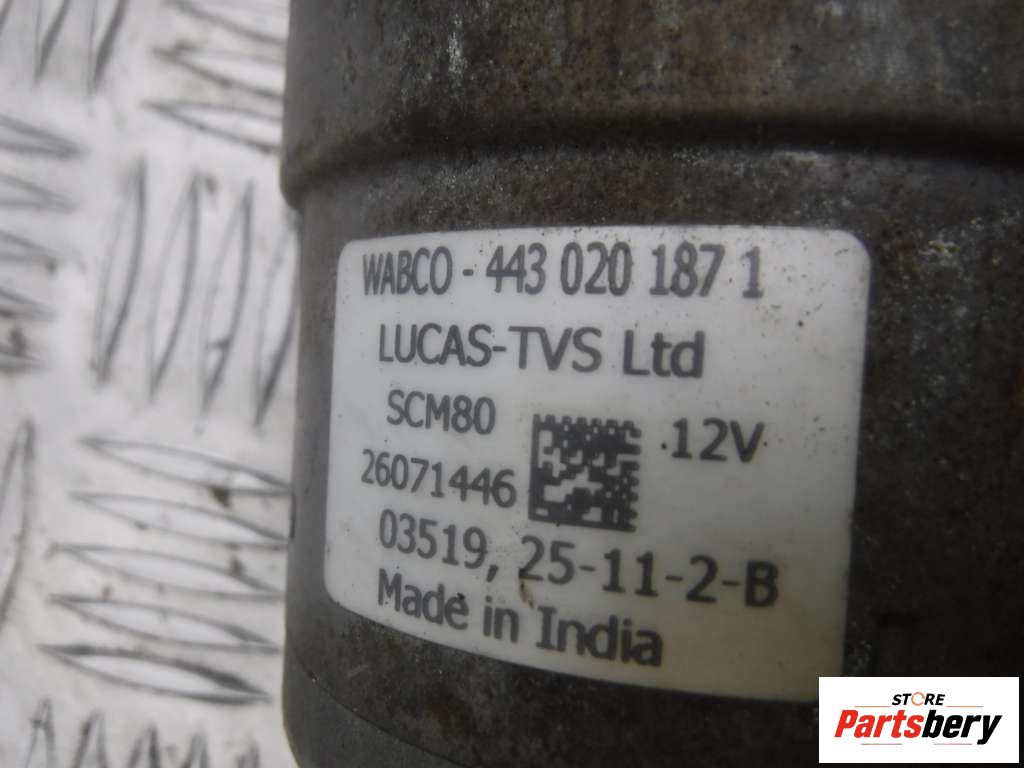 WABCO - 443 020 187 1
LUCAS-TVS Ltd
SCM80
12V
26071446
03519, 25-11-2-B
Made in India
STORE
Partsbery